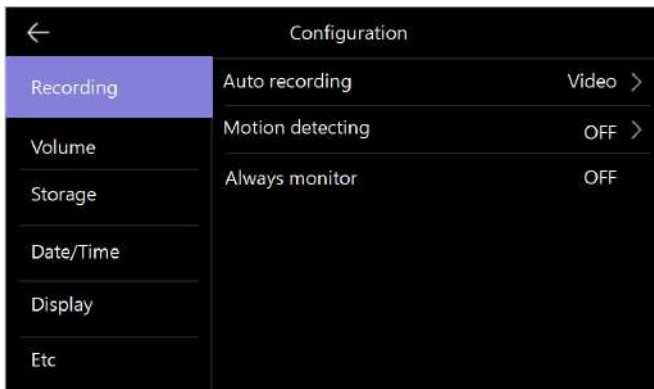 Configuration
Recording
Auto recording Video
Motion detecting OFF
Volume
Always monitor OFF
Storage
Date/Time
Display
Etc